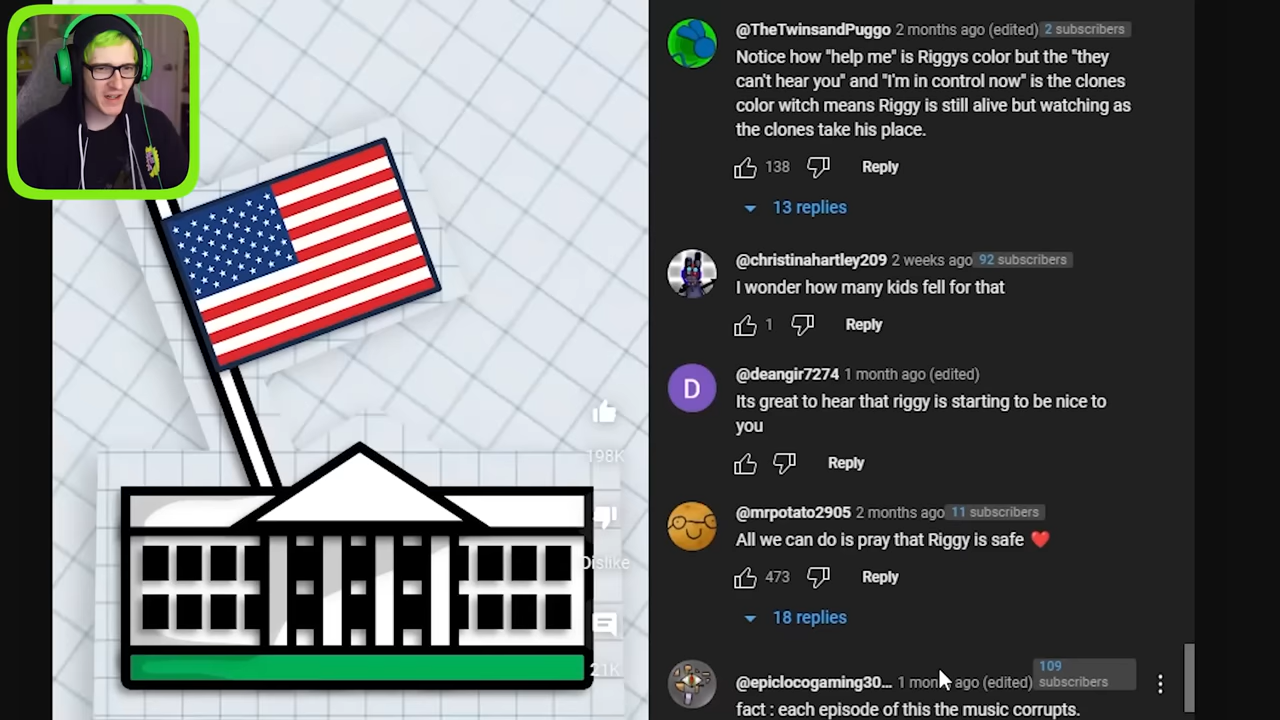 @TheTwinsandPuggo 2 months ago (edited) 2 subscribers
Notice how "help me" is Riggys color but the "they
can't hear you" and "I'm in control now" is the clones
color witch means Riggy is still alive but watching as
the clones take his place.
138 Reply
13 replies
@christinahartley209 2 weeks ago 92 subscribers
I wonder how many kids fell for that
1 Reply
D
@deangir7274 1 month ago (edited)
Its great to hear that riggy is starting to be nice to
you
Reply
198K
@mrpotato2905 2 months ago 11 subscribers
All we can do is pray that Riggy is safe ❤️
Dislike
473 Reply
18 replies
21K
@epiclocogaming30... 1 month ago (edited) 109 subscribers
fact : each episode of this the music corrupts.